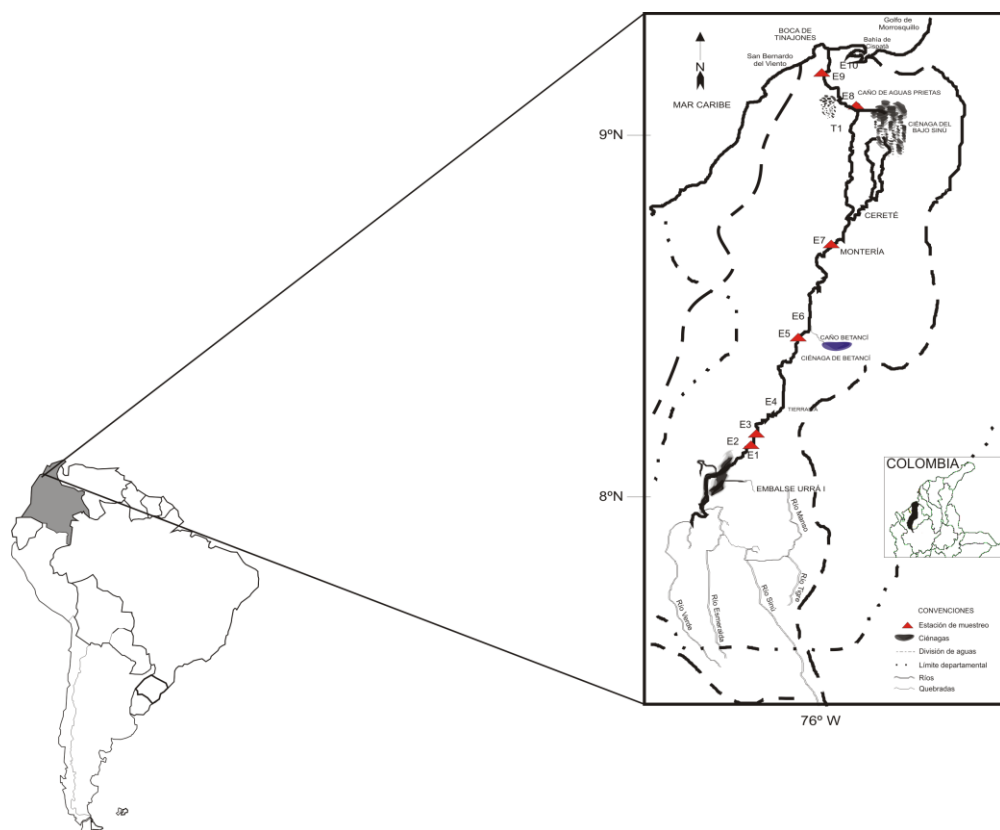 Golfo de
Morrosquillo
BOCA DE
TINAJONES
Bahía de
Cispatá
San Bernardo
del Viento
N
E10
E9
MAR CARIBE
E8
CAÑO DE AGUAS PRIETAS
T1
CIÉNAGA DEL
BAJO SINÚ
9ºN
CERETÉ
E7
MONTERÍA
E6
E5
CAÑO BETANCÍ
CIÉNAGA DE BETANCÍ
E4
E3
E2
E1
COLOMBIA
EMBALSE URRÁ I
8ºN
Río Manso
Río Tigre
Río Sinú
Río Esmeralda
Río Verde
CONVENCIONES
Estación de muestreo
Ciénagas
División de aguas
Límite departamental
Ríos
Quebradas
76º W